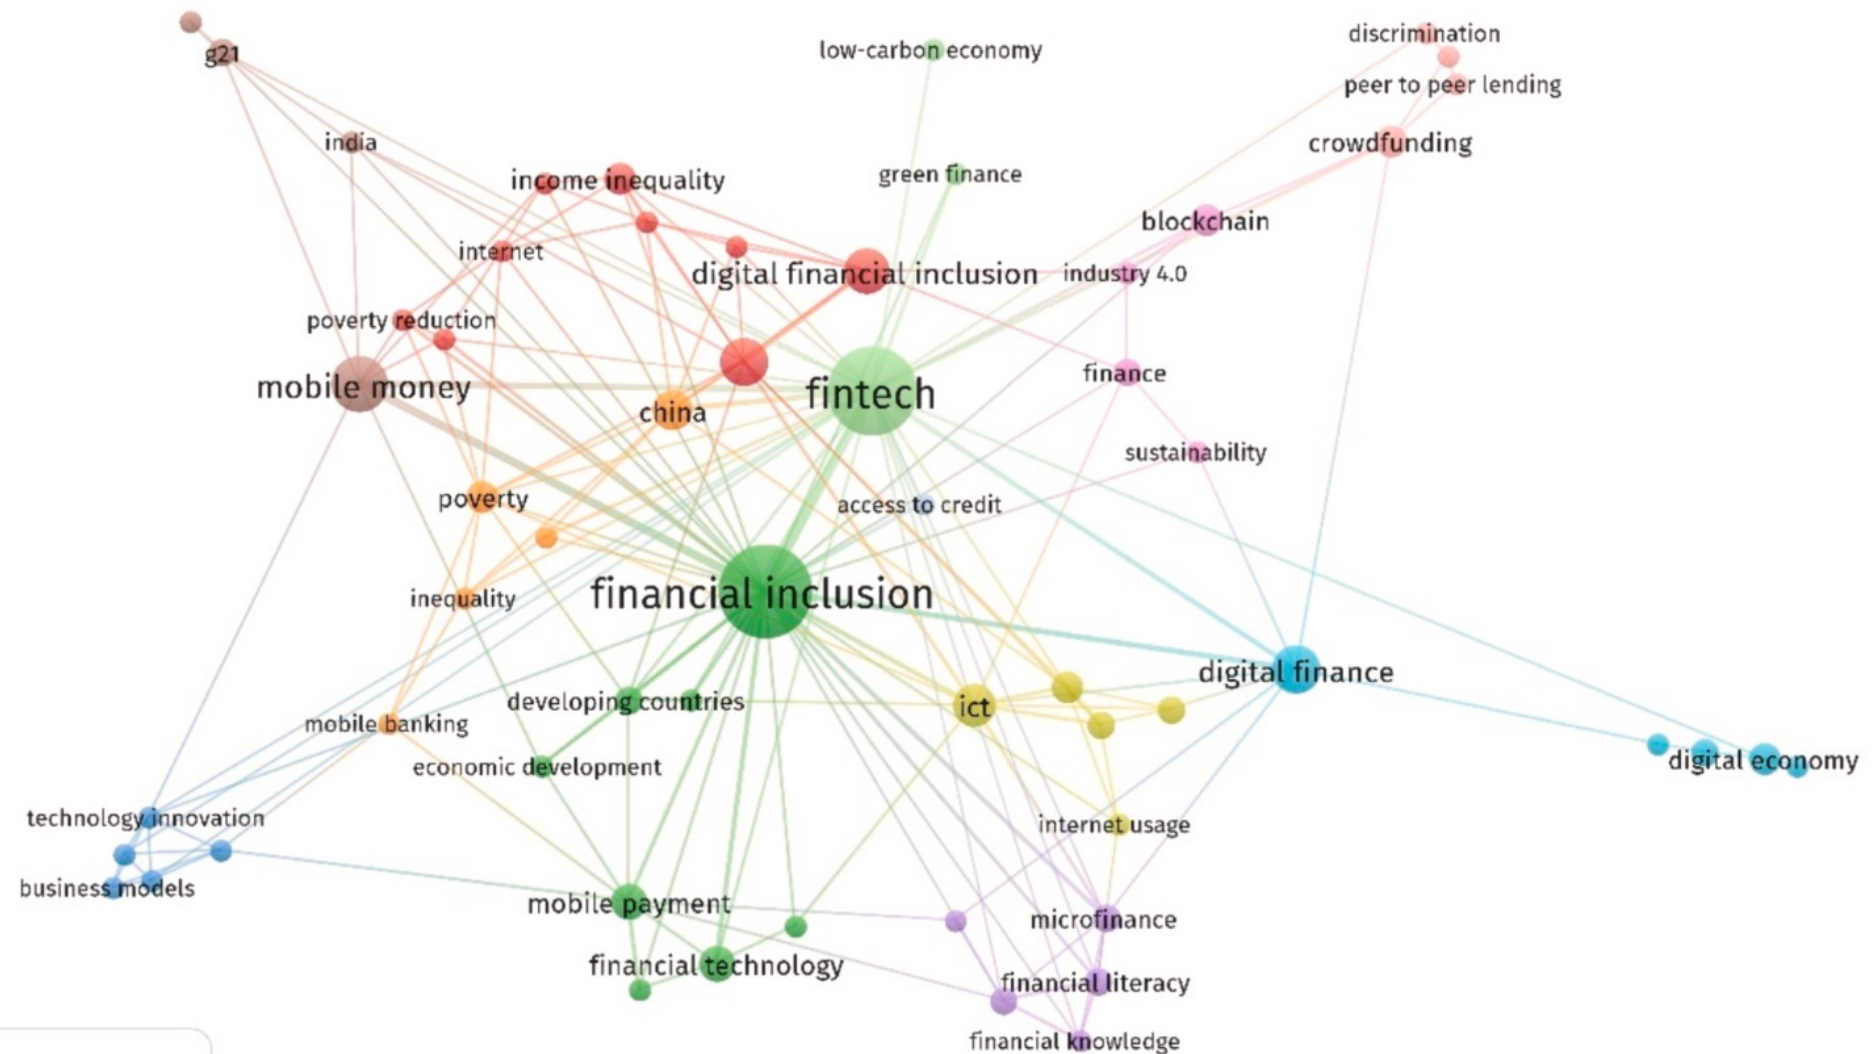 discrimination
g21
low-carbon economy
peer to peer lending
india
crowdfunding
income inequality
green finance
blockchain
internet
digital financial inclusion
industry 4.0
poverty reduction
finance
mobile money
fintech
china
sustainability
poverty
access to credit
inequality
financial inclusion
digital finance
developing countries
ict
mobile banking
digital economy
economic development
technology innovation
internet usage
business models
mobile payment
microfinance
financial technology
financial literacy
financial knowledge